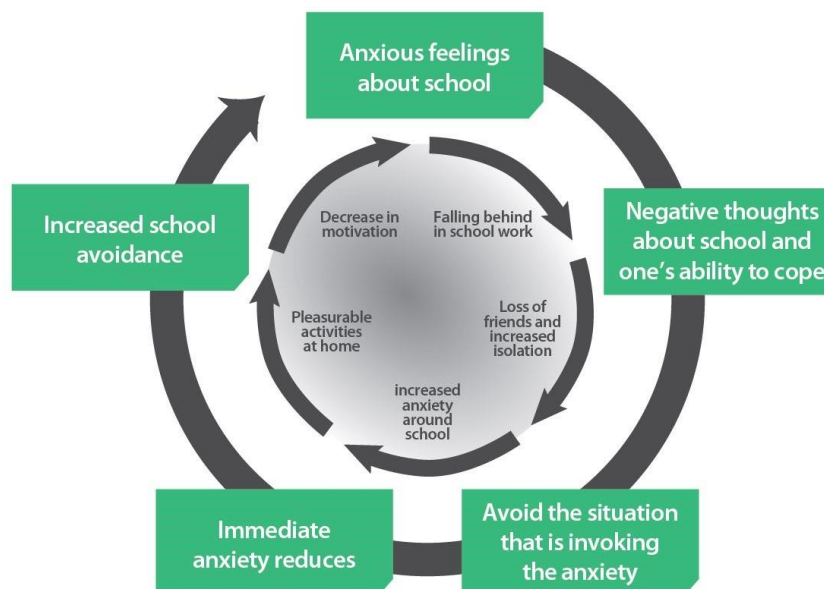 Anxious feelings
about school
Negative thoughts
about school and
one's ability to cope
Avoid the situation
that is invoking
the anxiety
Immediate
anxiety reduces
Increased school
avoidance
Falling behind
in school work
Loss of
friends and
increased
isolation
increased
anxiety
around
school
Pleasurable
activities
at home
Decrease in
motivation